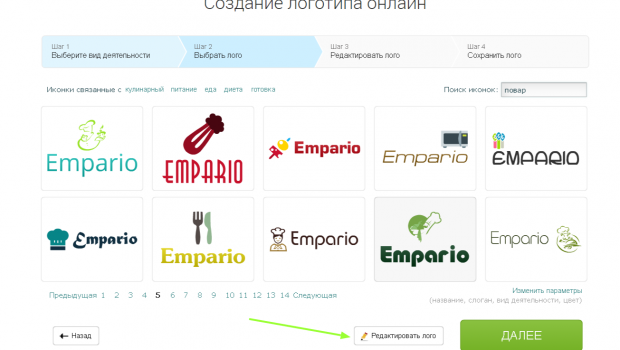 Создание логотипа онлайн
Шаг 1 Шаг 2 Шаг 3 Шаг 4
Выберите вид деятельности Выбрать лого Редактировать лого Сохранить лого
Иконки связанные с кулинарный питание еда диета готовка Поиск иконок: повар
Empario EMPARIO Empario Empario EMPARIO
Empario Empario Empario Empario Empario
Предыдущая 1 2 3 4 5 6 7 8 9 10 11 12 13 14 Следующая
Изменить параметры
(название, слоган, вид деятельности, цвет)
Назад Редактировать лого ДАЛЕЕ